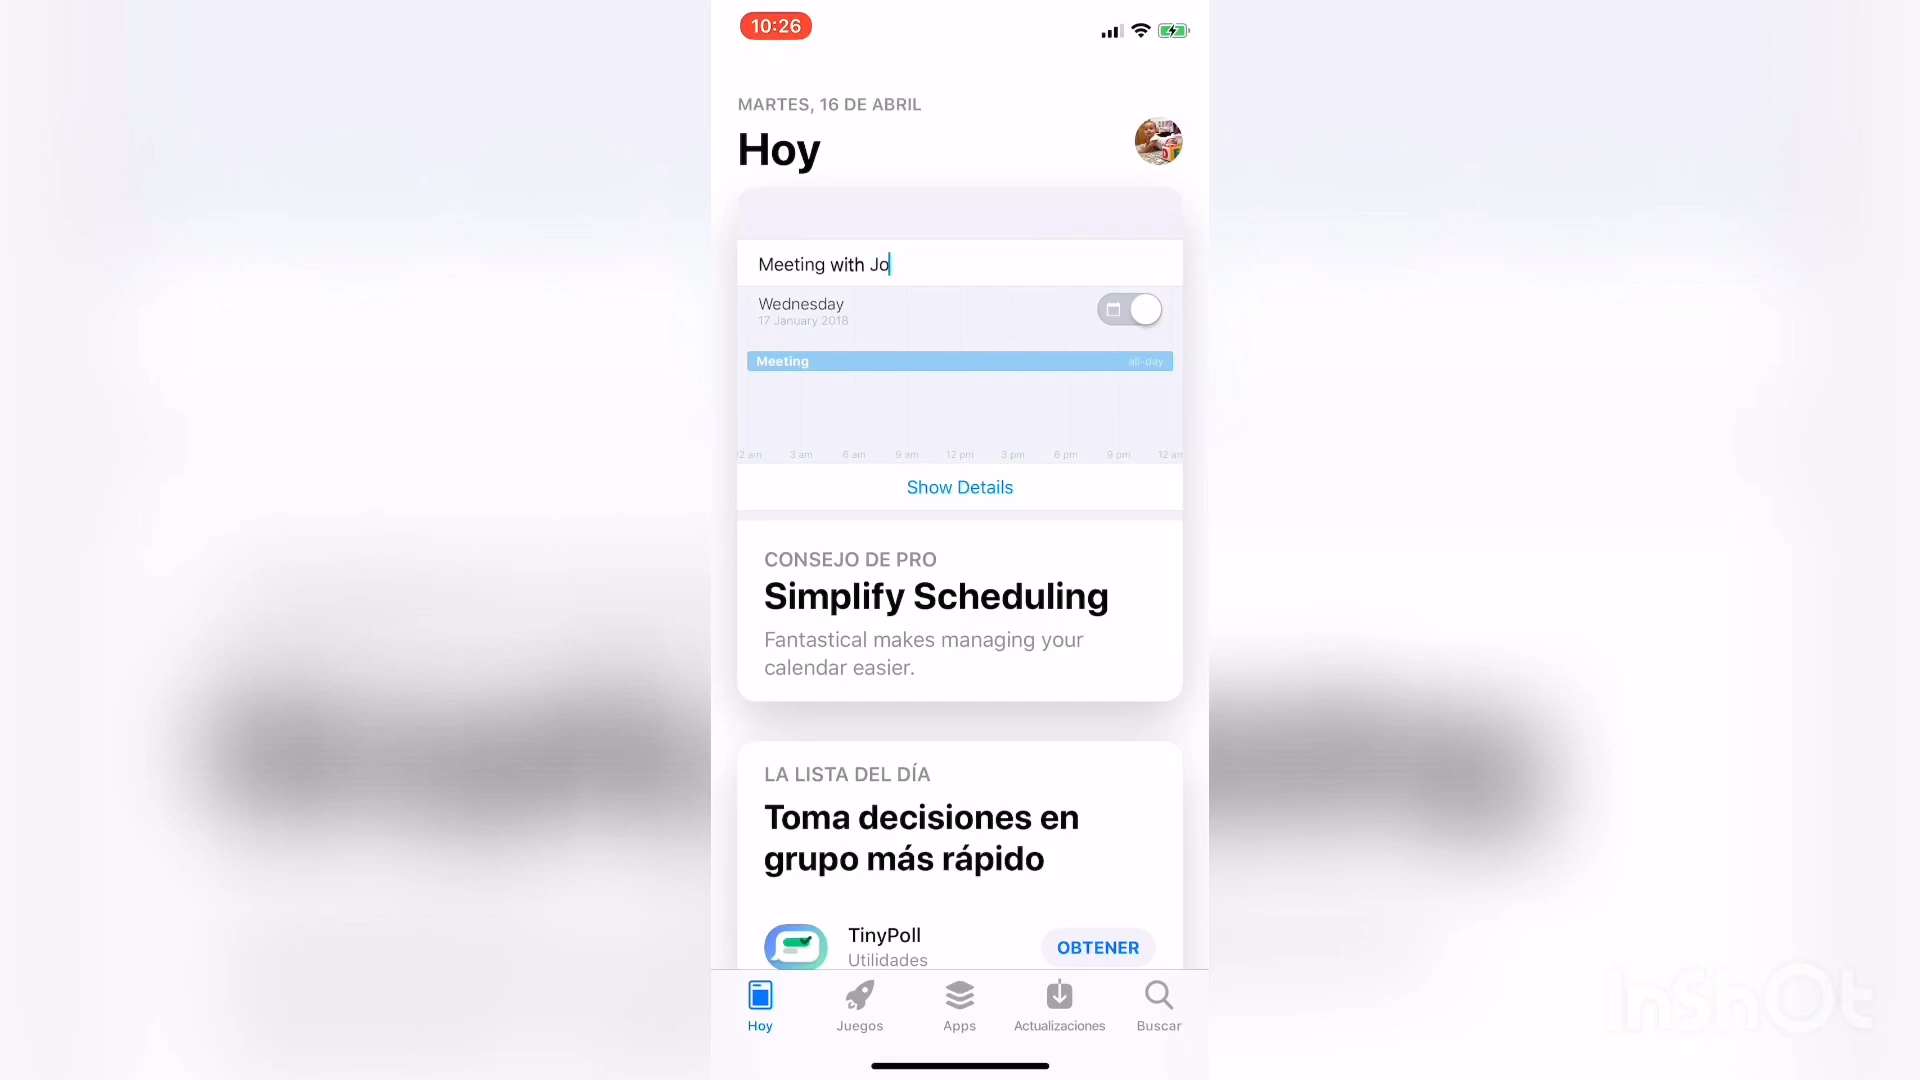 10:26
MARTES, 16 DE ABRIL
Hoy
Meeting with Jo
Wednesday
17 January 2018
Meeting
all-day
12 am 3 am 6 am 9 am 12 pm 3 pm 6 pm 9 pm 12 am
Show Details
CONSEJO DE PRO
Simplify Scheduling
Fantastical makes managing your
calendar easier.
LA LISTA DEL DÍA
Toma decisiones en
grupo más rápido
TinyPoll
Utilidades
OBTENER
Hoy
Juegos
Apps
Actualizaciones
Buscar
InShOt